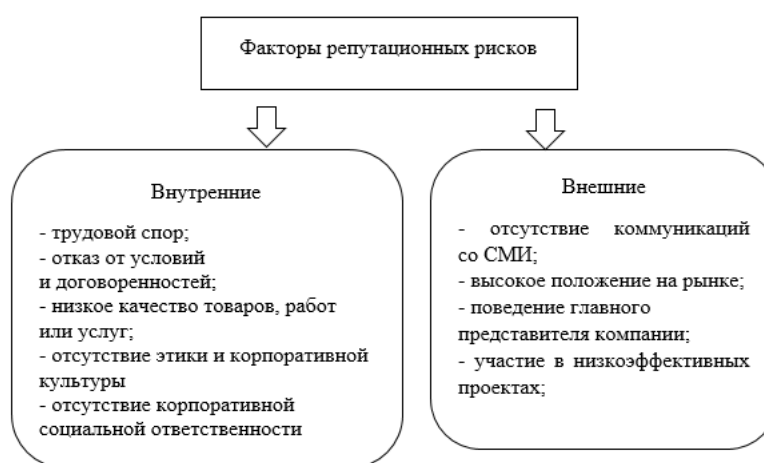 Факторы репутационных рисков
Внутренние
- трудовой спор;
- отказ от условий
и договоренностей;
- низкое качество товаров, работ
или услуг;
- отсутствие этики и корпоративной
культуры
- отсутствие корпоративной
социальной ответственности
Внешние
- отсутствие коммуникаций
со СМИ;
- высокое положение на рынке;
- поведение главного
представителя компании;
- участие в низкоэффективных
проектах;